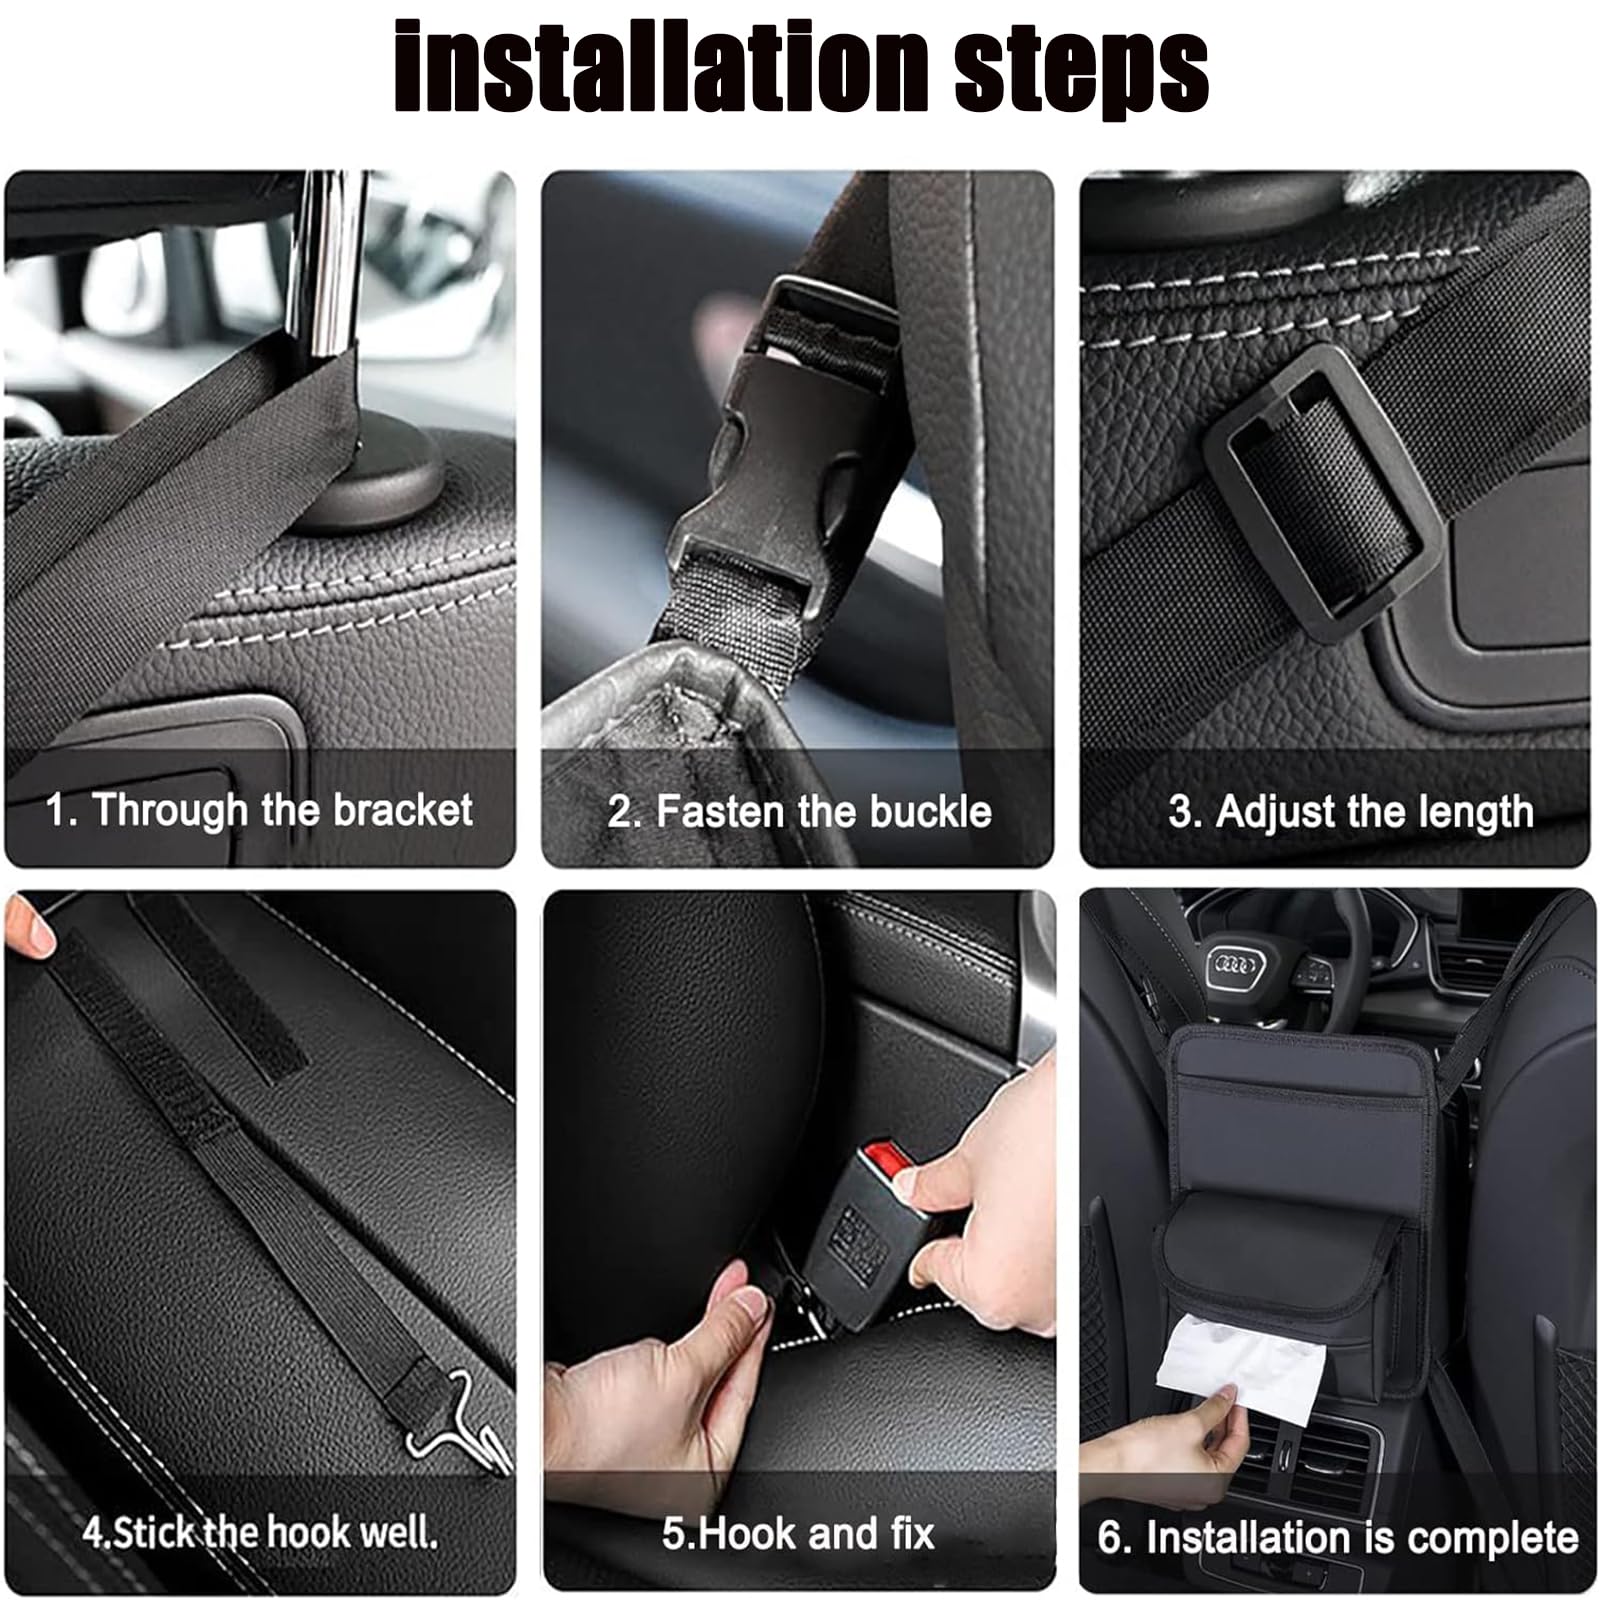 installation steps
1. Through the bracket
2. Fasten the buckle
3. Adjust the length
4.Stick the hook well.
5.Hook and fix
6. Installation is complete